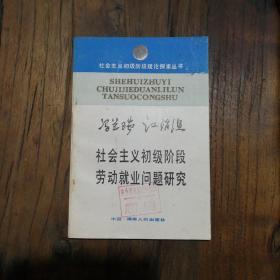 社会主义初级阶段理论探索丛书
SHEHUIZHUYI
CHUJIJIEDUANLILUN
TANSUOCONGSHU
社会主义初级阶段
劳动就业问题研究
中国·湖南人民出版社